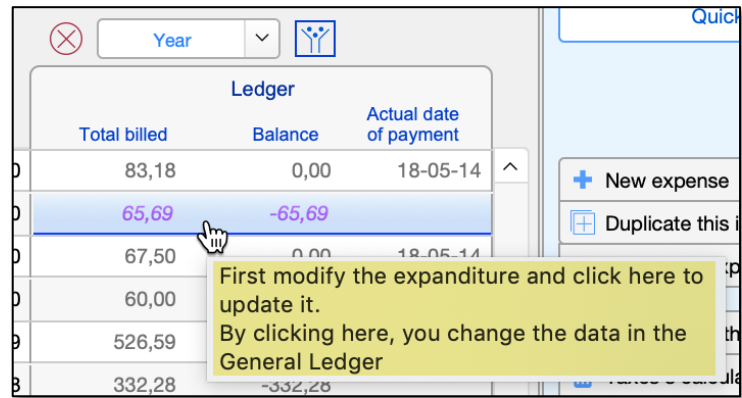 Quick
Year
Ledger
Total billed Balance Actual date of payment
83,18 0,00 18-05-14
New expense
65,69 -65,69
Duplicate this i
67,50 0,00 18-05-14
First modify the expanditure and click here to
update it.
By clicking here, you change the data in the
General Ledger
60,00
526,59
332,28 -332,28